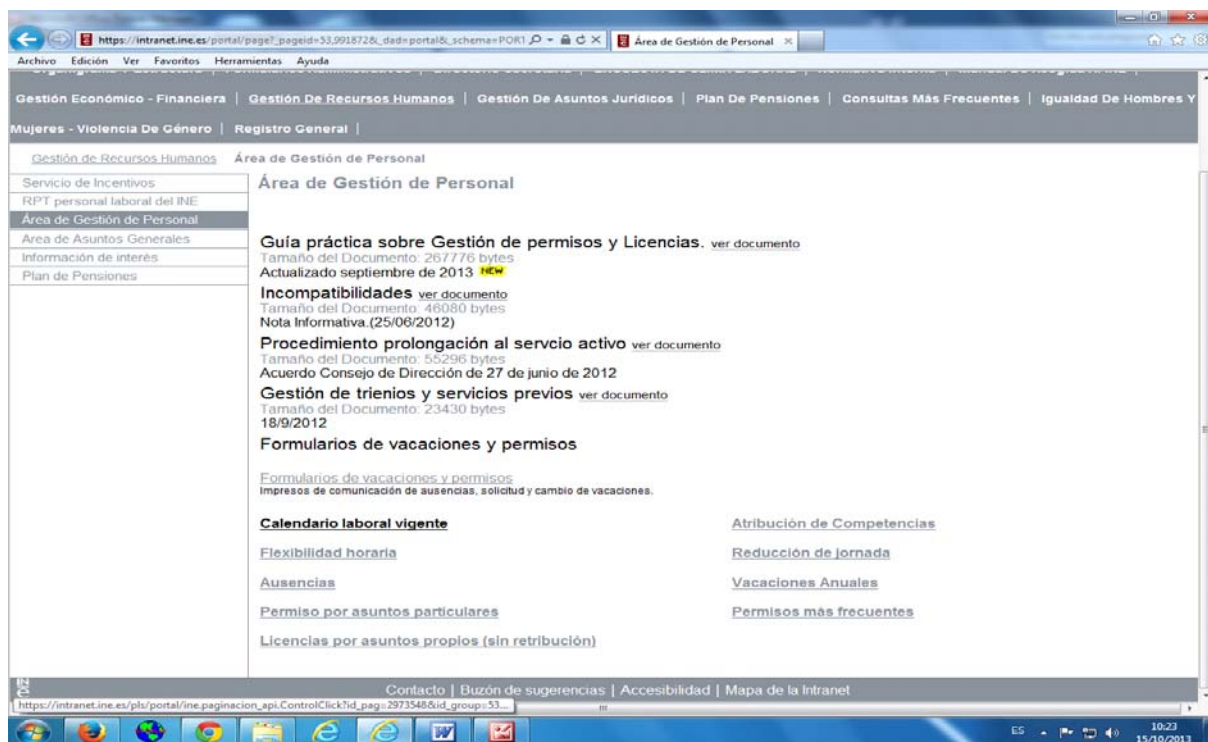 https://intranet.ine.es/portal/page?_pageid=53,9918728&_dad=portal&_schema=PORT
Área de Gestión de Personal
Archivo Edición Ver Favoritos Herramientas Ayuda
Gestión Económico - Financiera | Gestión De Recursos Humanos | Gestión De Asuntos Jurídicos | Plan De Pensiones | Consultas Más Frecuentes | Igualdad De Hombres Y
Mujeres - Violencia De Género | Registro General |
Gestión de Recursos Humanos Área de Gestión de Personal
Servicio de Incentivos
RPT personal laboral del INE
Área de Gestión de Personal
Area de Asuntos Generales
Información de interés
Plan de Pensiones
Área de Gestión de Personal
Guía práctica sobre Gestión de permisos y Licencias. ver documento
Tamaño del Documento: 267776 bytes
Actualizado septiembre de 2013 NEW
Incompatibilidades ver documento
Tamaño del Documento: 46080 bytes
Nota Informativa.(25/06/2012)
Procedimiento prolongación al servcio activo ver documento
Tamaño del Documento: 55296 bytes
Acuerdo Consejo de Dirección de 27 de junio de 2012
Gestión de trienios y servicios previos ver documento
Tamaño del Documento: 23430 bytes
18/9/2012
Formularios de vacaciones y permisos
Formularios de vacaciones y permisos
Impresos de comunicación de ausencias, solicitud y cambio de vacaciones.
Calendario laboral vigente
Atribución de Competencias
Flexibilidad horaria
Reducción de jornada
Ausencias
Vacaciones Anuales
Permiso por asuntos particulares
Permisos más frecuentes
Licencias por asuntos propios (sin retribución)
Contacto | Buzón de sugerencias | Accesibilidad | Mapa de la Intranet
https://intranet.ine.es/pls/portal/ine.paginacion_api.ControlClick?id_pag=2973548&id_group=53...
ES
10:23
15/10/2013